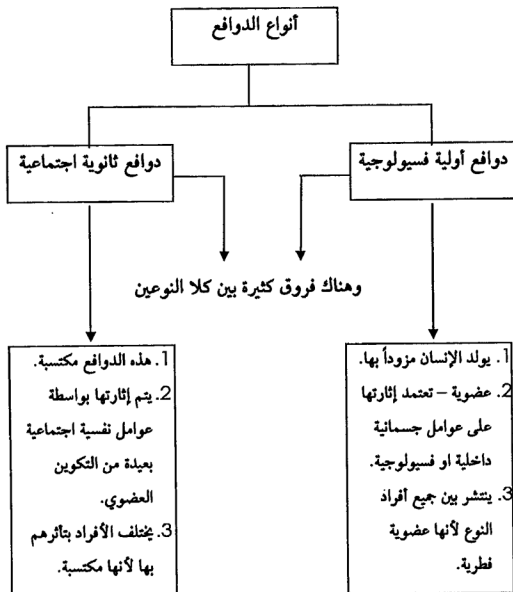 أنواع الدوافع
دوافع أولية فسيولوجية
دوافع ثانوية اجتماعية
وهناك فروق كثيرة بين كلا النوعين
1. يولد الإنسان مزوداً بها.
2. عضوية – تعتمد إثارتها
على عوامل جسمانية
داخلية او فسيولوجية.
3. ينتشر بين جميع أفراد
النوع لأنها عضوية
فطرية.
1. هذه الدوافع مكتسبة.
2. يتم إثارتها بواسطة
عوامل نفسية اجتماعية
بعيدة من التكوين
العضوي.
3. يختلف الأفراد بتأثرهم
بها لأنها مكتسبة.